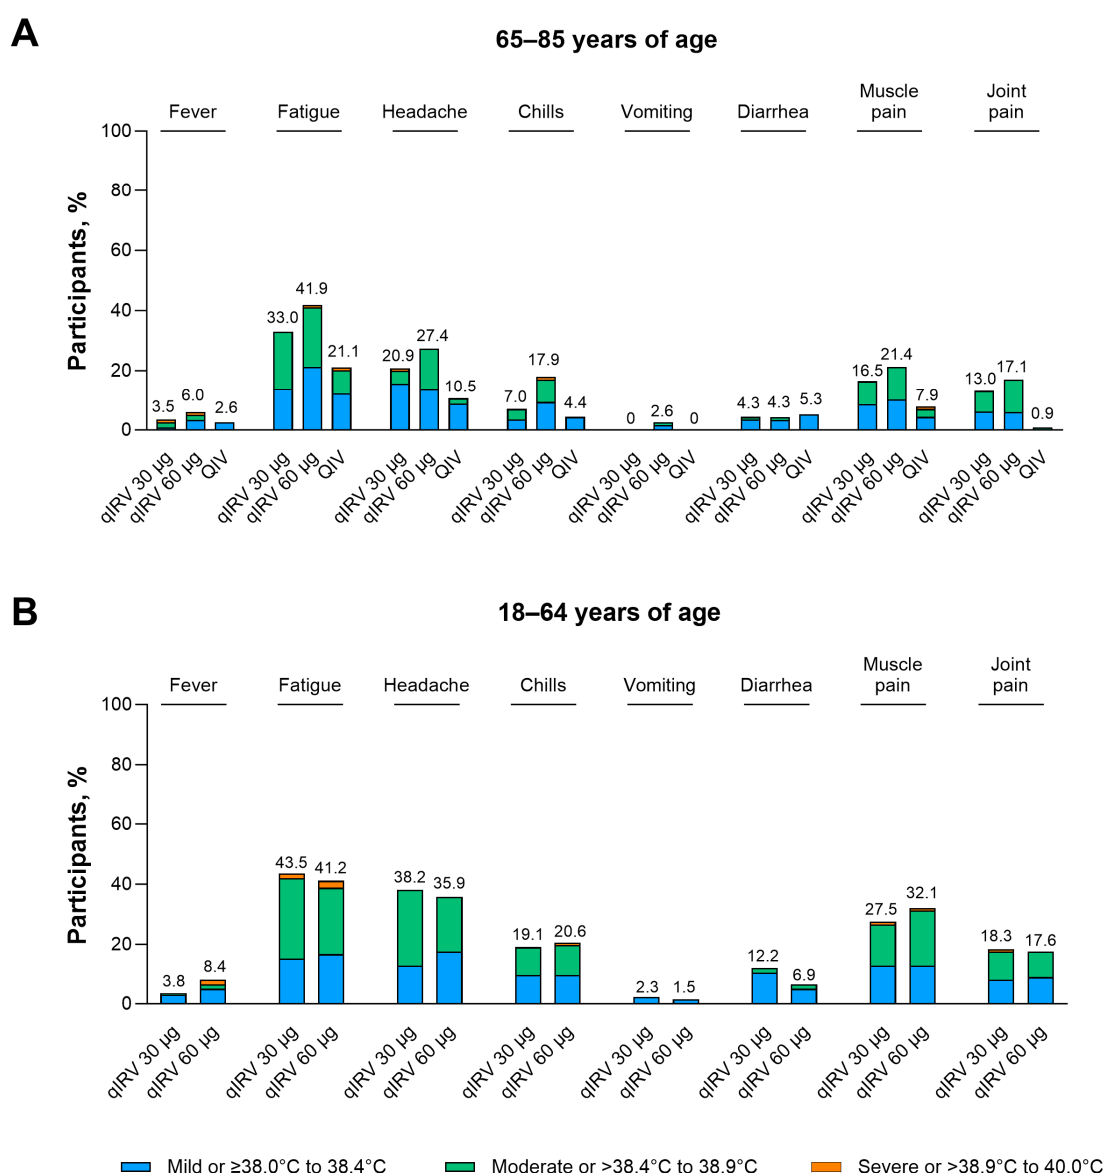 A
65–85 years of age
Fever Fatigue Headache Chills Vomiting Diarrhea Muscle pain Joint pain
Participants, %
100
80
60
40
20
0
3.5 6.0 2.6 33.0 41.9 21.1 20.9 27.4 10.5 7.0 17.9 4.4 0 2.6 0 4.3 4.3 5.3 16.5 21.4 7.9 13.0 17.1 0.9
qIRV 30 µg qIRV 60 µg QIV qIRV 30 µg qIRV 60 µg QIV qIRV 30 µg qIRV 60 µg QIV qIRV 30 µg qIRV 60 µg QIV qIRV 30 µg qIRV 60 µg QIV qIRV 30 µg qIRV 60 µg QIV qIRV 30 µg qIRV 60 µg QIV qIRV 30 µg qIRV 60 µg QIV
B
18–64 years of age
Fever Fatigue Headache Chills Vomiting Diarrhea Muscle pain Joint pain
Participants, %
100
80
60
40
20
0
3.8 8.4 43.5 41.2 38.2 35.9 19.1 20.6 2.3 1.5 12.2 6.9 27.5 32.1 18.3 17.6
qIRV 30 µg qIRV 60 µg qIRV 30 µg qIRV 60 µg qIRV 30 µg qIRV 60 µg qIRV 30 µg qIRV 60 µg qIRV 30 µg qIRV 60 µg qIRV 30 µg qIRV 60 µg qIRV 30 µg qIRV 60 µg qIRV 30 µg qIRV 60 µg
Mild or ≥38.0°C to 38.4°C Moderate or >38.4°C to 38.9°C Severe or >38.9°C to 40.0°C